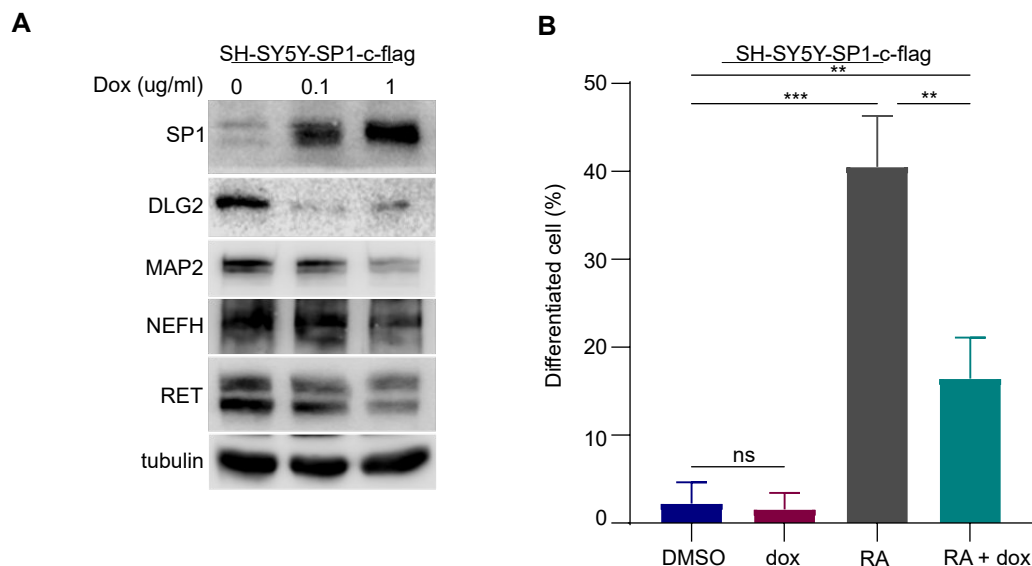 A
SH-SY5Y-SP1-c-flag
Dox (ug/ml) 0 0.1 1
SP1
DLG2
MAP2
NEFH
RET
tubulin
B
SH-SY5Y-SP1-c-flag
**
*** **
ns
Differentiated cell (%)
50
40
30
20
10
0
DMSO dox RA RA + dox